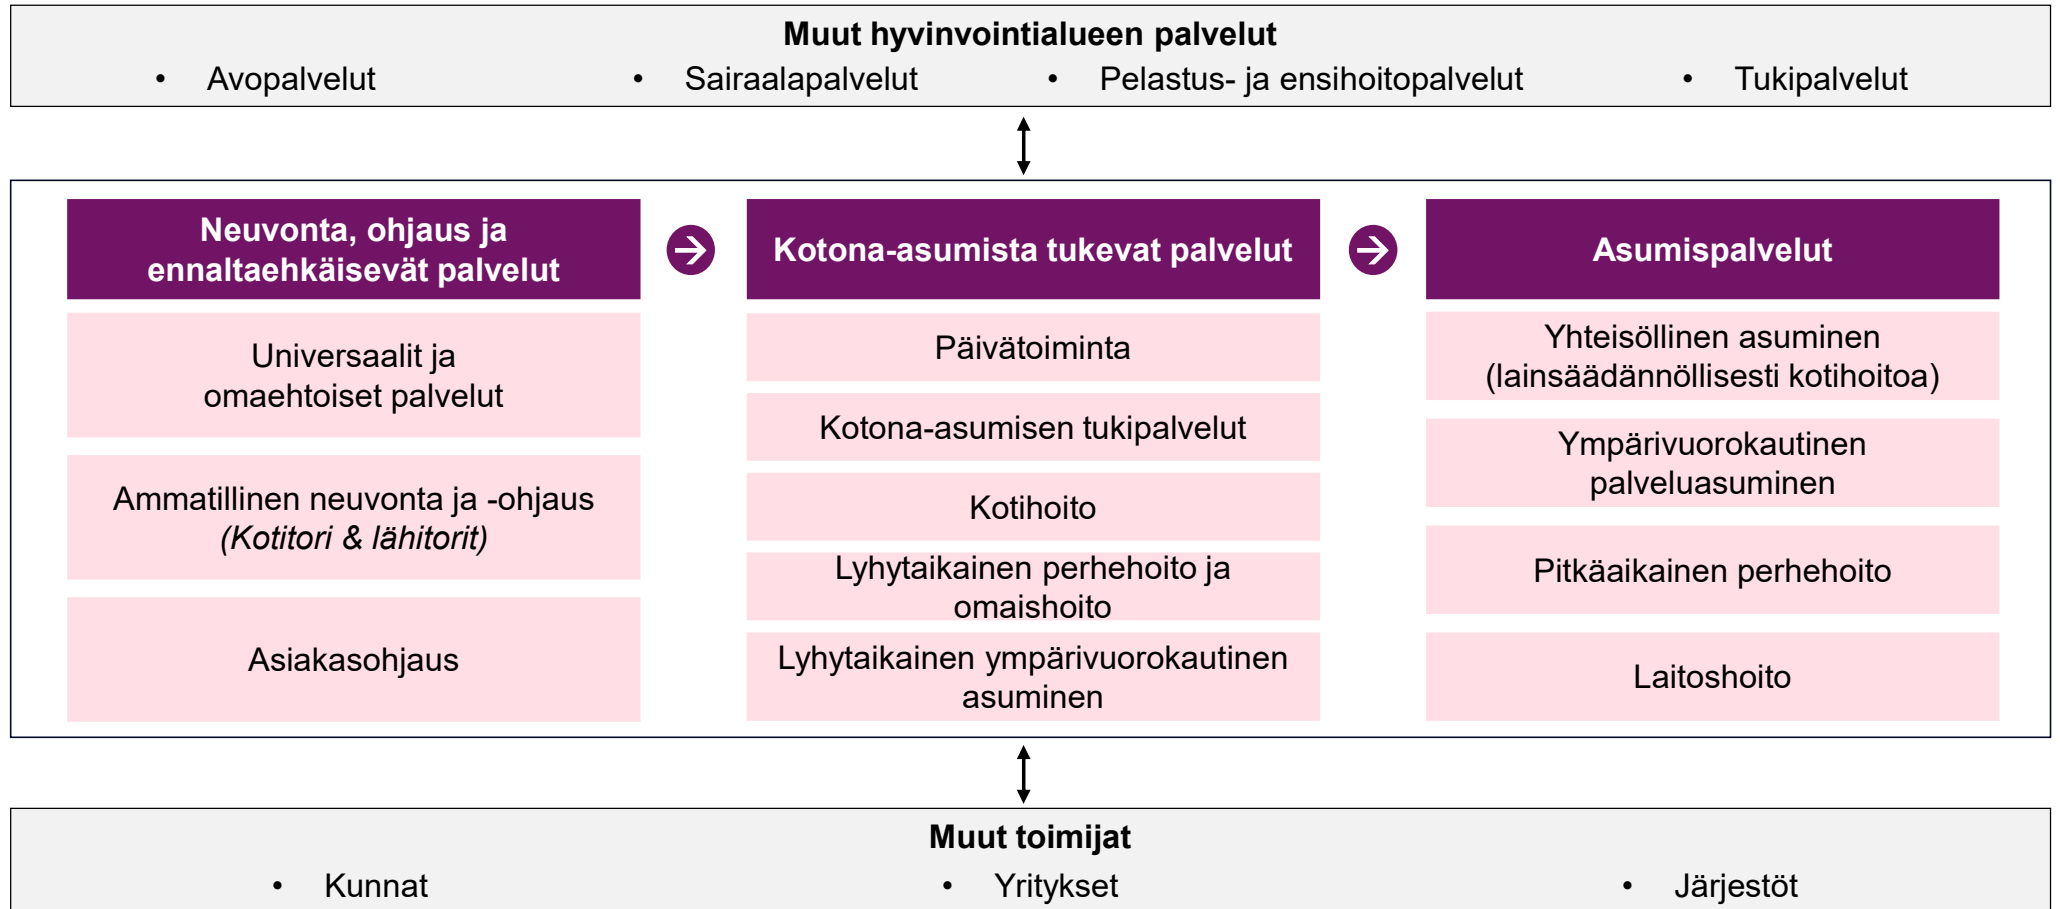 Muut hyvinvointialueen palvelut
• Avopalvelut • Sairaalapalvelut • Pelastus- ja ensihoitopalvelut • Tukipalvelut
Neuvonta, ohjaus ja
ennaltaehkäisevät palvelut
Universaalit ja
omaehtoiset palvelut
Ammatillinen neuvonta ja -ohjaus
(Kotitori & lähitorit)
Asiakasohjaus
Kotona-asumista tukevat palvelut
Päivätoiminta
Kotona-asumisen tukipalvelut
Kotihoito
Lyhytaikainen perhehoito ja
omaishoito
Lyhytaikainen ympärivuorokautinen
asuminen
Asumispalvelut
Yhteisöllinen asuminen
(lainsäädännöllisesti kotihoitoa)
Ympärivuorokautinen
palveluasuminen
Pitkäaikainen perhehoito
Laitoshoito
Muut toimijat
• Kunnat • Yritykset • Järjestöt